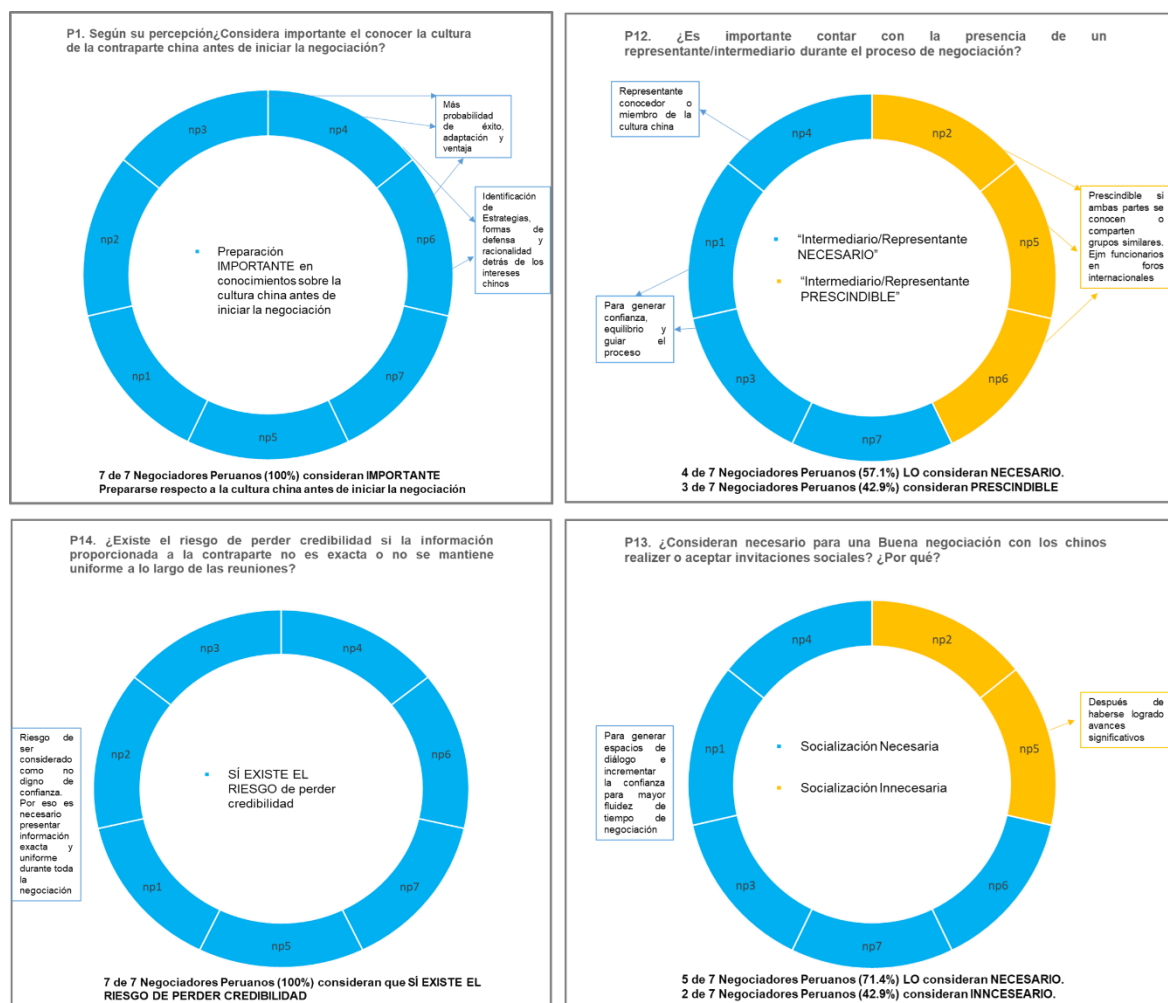 P1. Según su percepción¿Considera importante el conocer la cultura
de la contraparte china antes de iniciar la negociación?
np3
np4
np2
np6
np1
np7
np5
Más
probabilidad
de éxito,
adaptación y
ventaja
Identificación
de
Estrategias,
formas de
defensa y
racionalidad
detrás de los
intereses
chinos
▪ Preparación
IMPORTANTE en
conocimientos sobre la
cultura china antes de
iniciar la negociación
7 de 7 Negociadores Peruanos (100%) consideran IMPORTANTE
Prepararse respecto a la cultura china antes de iniciar la negociación
P12. ¿Es importante contar con la presencia de un
representante/intermediario durante el proceso de negociación?
Representante
conocedor o
miembro de la
cultura china
np4
np2
np1
np5
np3
np6
np7
▪ “Intermediario/Representante
NECESARIO”
▪ “Intermediario/Representante
PRESCINDIBLE”
Prescindible si
ambas partes se
conocen o
comparten
grupos similares.
Ejm funcionarios
en foros
internacionales
Para generar
confianza,
equilibrio y
guiar el
proceso
4 de 7 Negociadores Peruanos (57.1%) LO consideran NECESARIO.
3 de 7 Negociadores Peruanos (42.9%) consideran PRESCINDIBLE
P14. ¿Existe el riesgo de perder credibilidad si la información
proporcionada a la contraparte no es exacta o no se mantiene
uniforme a lo largo de las reuniones?
np3
np4
np2
np6
np1
np7
np5
Riesgo de
ser
considerado
como no
digno de
confianza.
Por eso es
necesario
presentar
información
exacta y
uniforme
durante toda
la
negociación
▪ SÍ EXISTE EL
RIESGO de perder
credibilidad
7 de 7 Negociadores Peruanos (100%) consideran que SÍ EXISTE EL
RIESGO DE PERDER CREDIBILIDAD
P13. ¿Consideran necesario para una Buena negociación con los chinos
realizer o aceptar invitaciones sociales? ¿Por qué?
np4
np2
np1
np5
np3
np6
np7
Para generar
espacios de
diálogo e
incrementar
la confianza
para mayor
fluidez de
tiempo de
negociación
▪ Socialización Necesaria
▪ Socialización Innecesaria
Después de
haberse logrado
avances
significativos
5 de 7 Negociadores Peruanos (71.4%) LO consideran NECESARIO.
2 de 7 Negociadores Peruanos (42.9%) consideran INNCESEARIO.